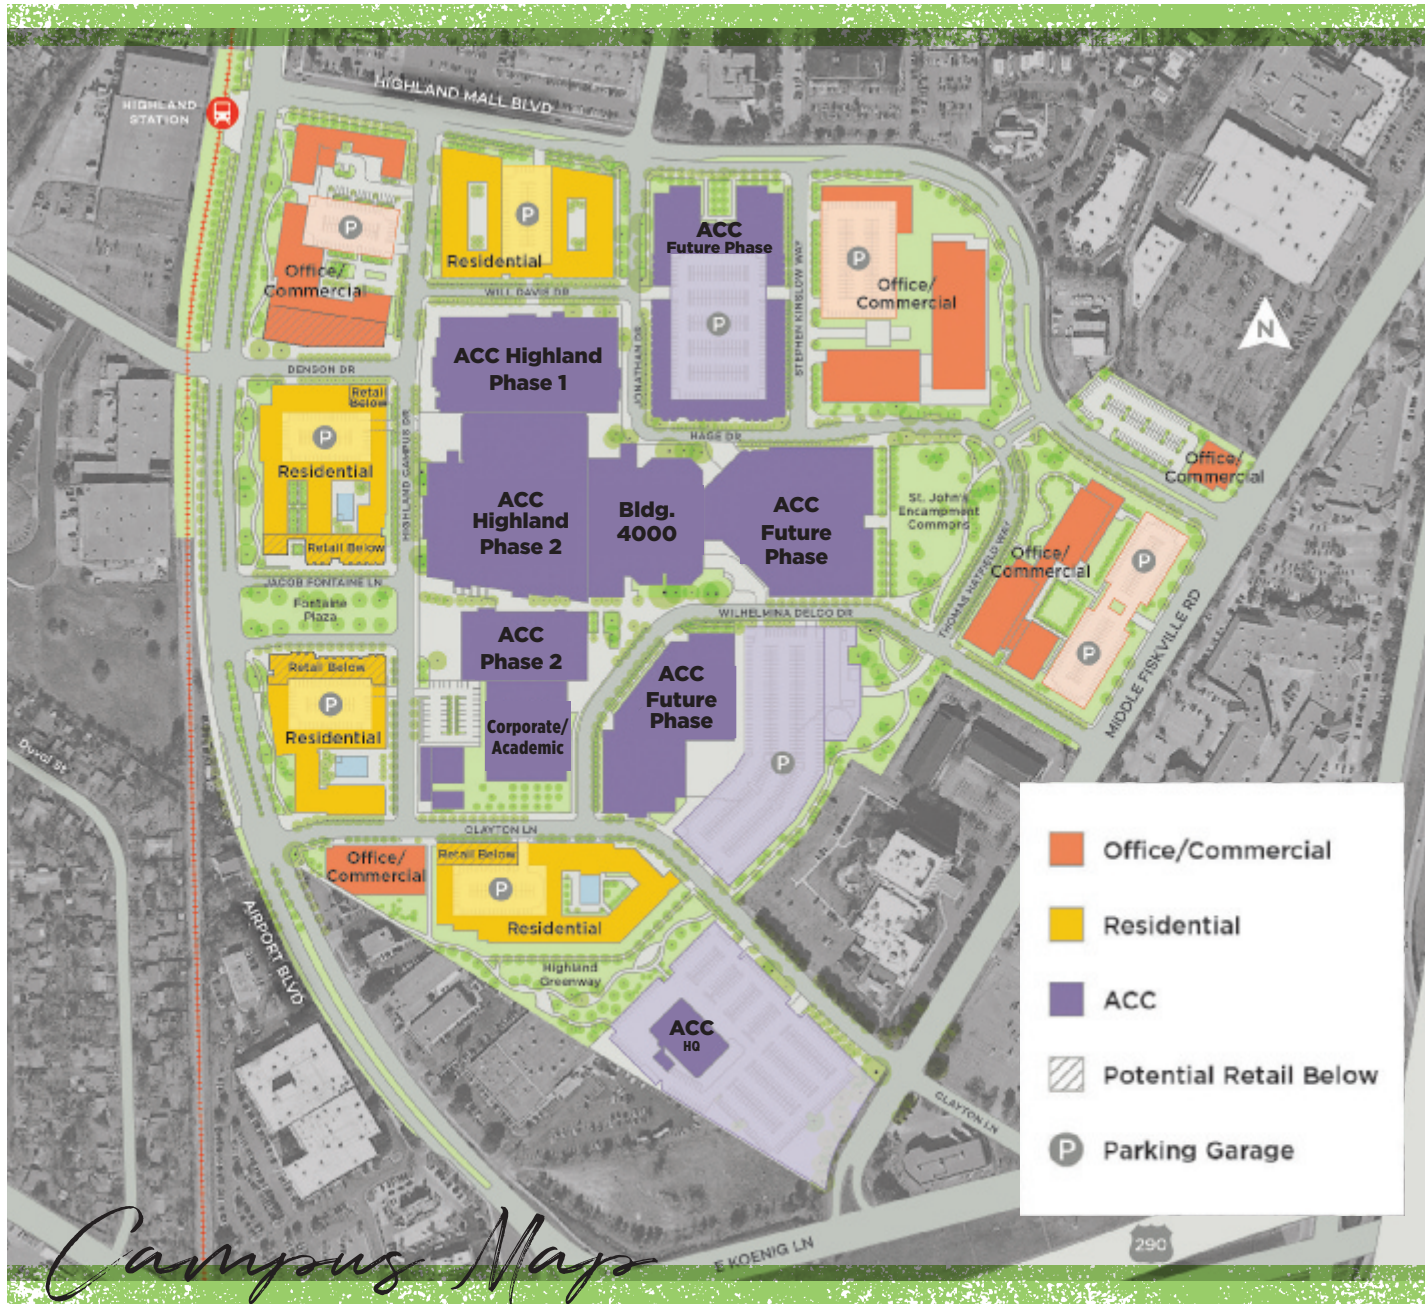 HIGHLAND MALL BLVD
HIGHLAND
STATION
P
Office/
Commercial
P
Residential
WILL DAVIS DR
ACC
Future Phase
P
JONATHAN DR
STEPHEN KINSLOW WAY
P
Office/
Commercial
N
DENSON DR
ACC Highland
Phase 1
HAGE DR
Retail
Below
P
Residential
Retail Below
HIGHLAND CAMPUS DR
ACC
Highland
Phase 2
Bldg.
4000
ACC
Future
Phase
St. John's
Encampment
Commons
THOMAS HATFIELD WAY
Office/
Commercial
Office/
Commercial
P
P
MIDDLE FISKVILLE RD
JACOB FONTAINE LN
Fontaine
Plaza
WILHELMINA DELCO DR
ACC
Phase 2
ACC
Future
Phase
Retail Below
P
Residential
Corporate/
Academic
P
Duval St.
CLAYTON LN
Office/
Commercial
Retail Below
P
Residential
Highland
Greenway
AIRPORT BLVD
ACC
HQ
CLAYTON LN
E KOENIG LN
290
Office/Commercial
Residential
ACC
Potential Retail Below
P
Parking Garage
Campus Map